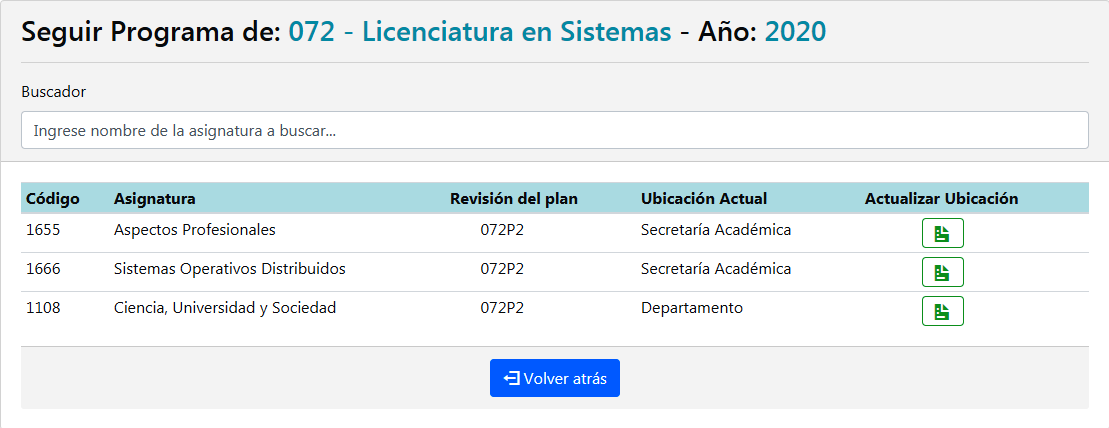 Seguir Programa de: 072 - Licenciatura en Sistemas - Año: 2020
Buscador
Ingrese nombre de la asignatura a buscar...
Código Asignatura Revisión del plan Ubicación Actual Actualizar Ubicación
1655 Aspectos Profesionales 072P2 Secretaría Académica
1666 Sistemas Operativos Distribuidos 072P2 Secretaría Académica
1108 Ciencia, Universidad y Sociedad 072P2 Departamento
Volver atrás